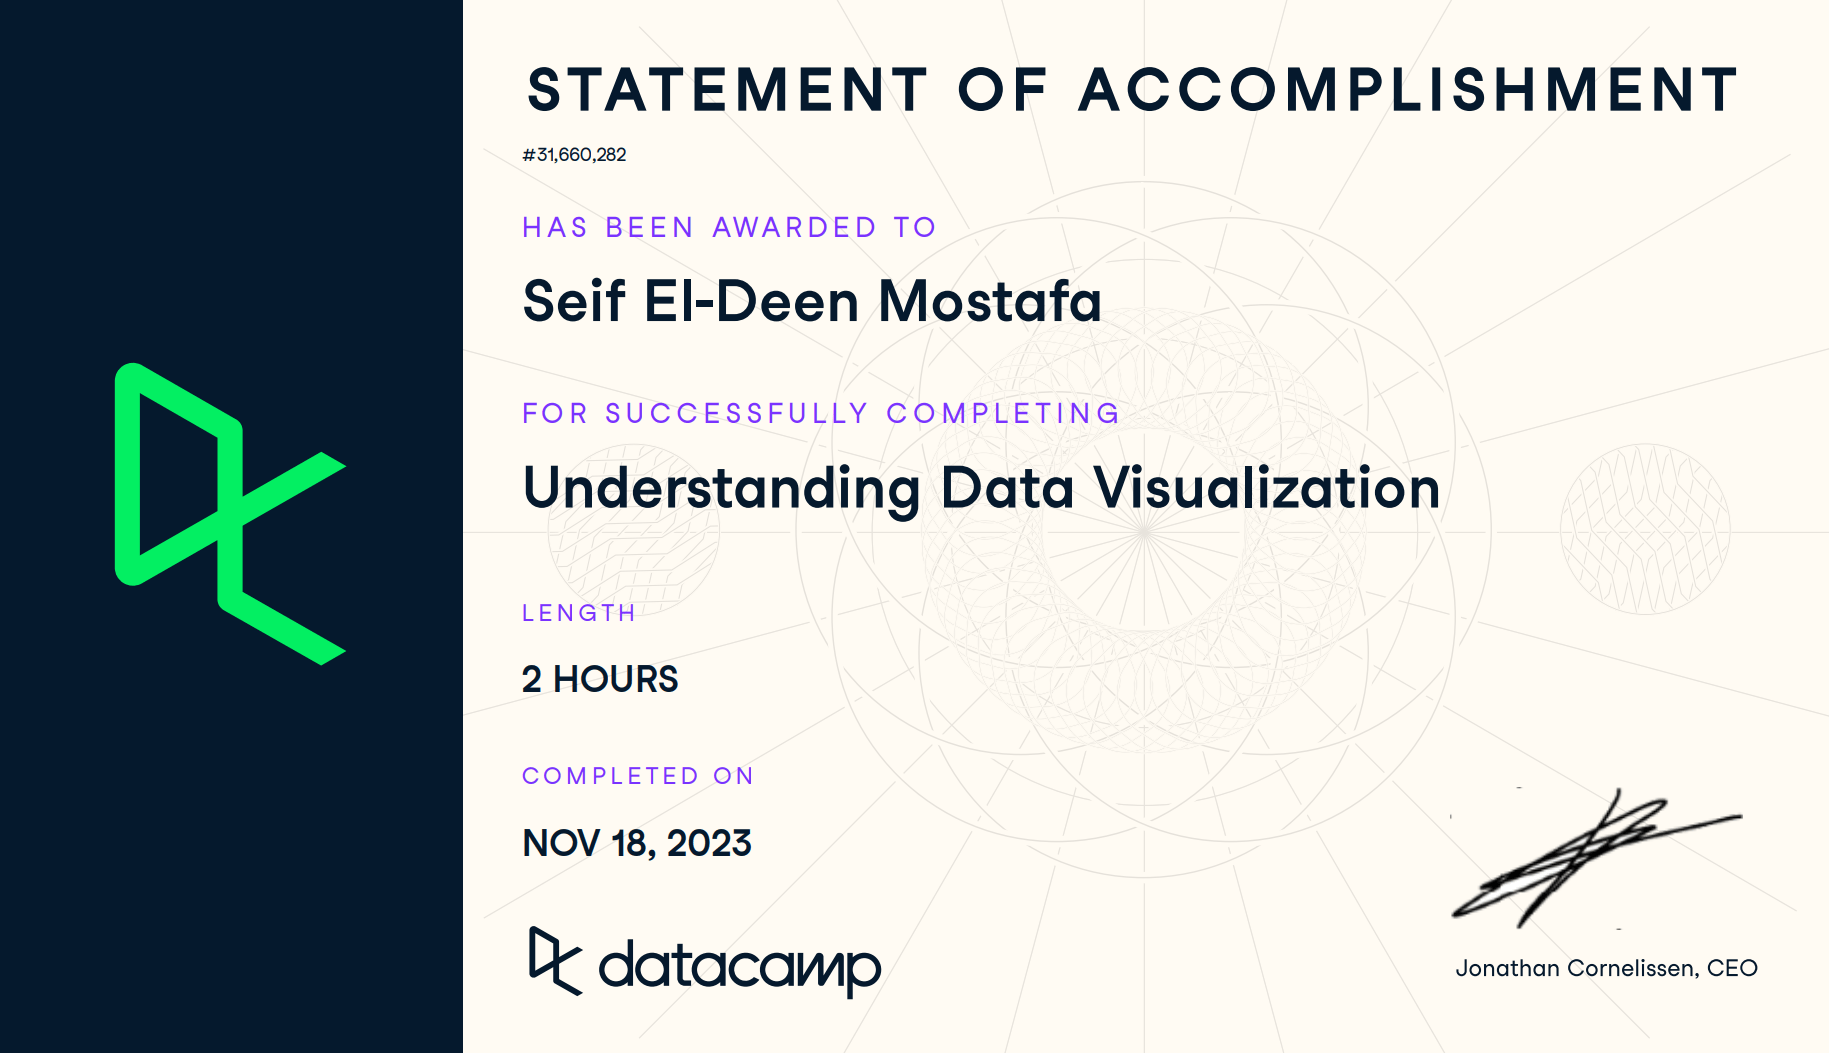 STATEMENT OF ACCOMPLISHMENT
#31,660,282
HAS BEEN AWARDED TO
Seif El-Deen Mostafa
FOR SUCCESSFULLY COMPLETING
Understanding Data Visualization
LENGTH
2 HOURS
COMPLETED ON
NOV 18, 2023
datacamp
Jonathan Cornelissen, CEO